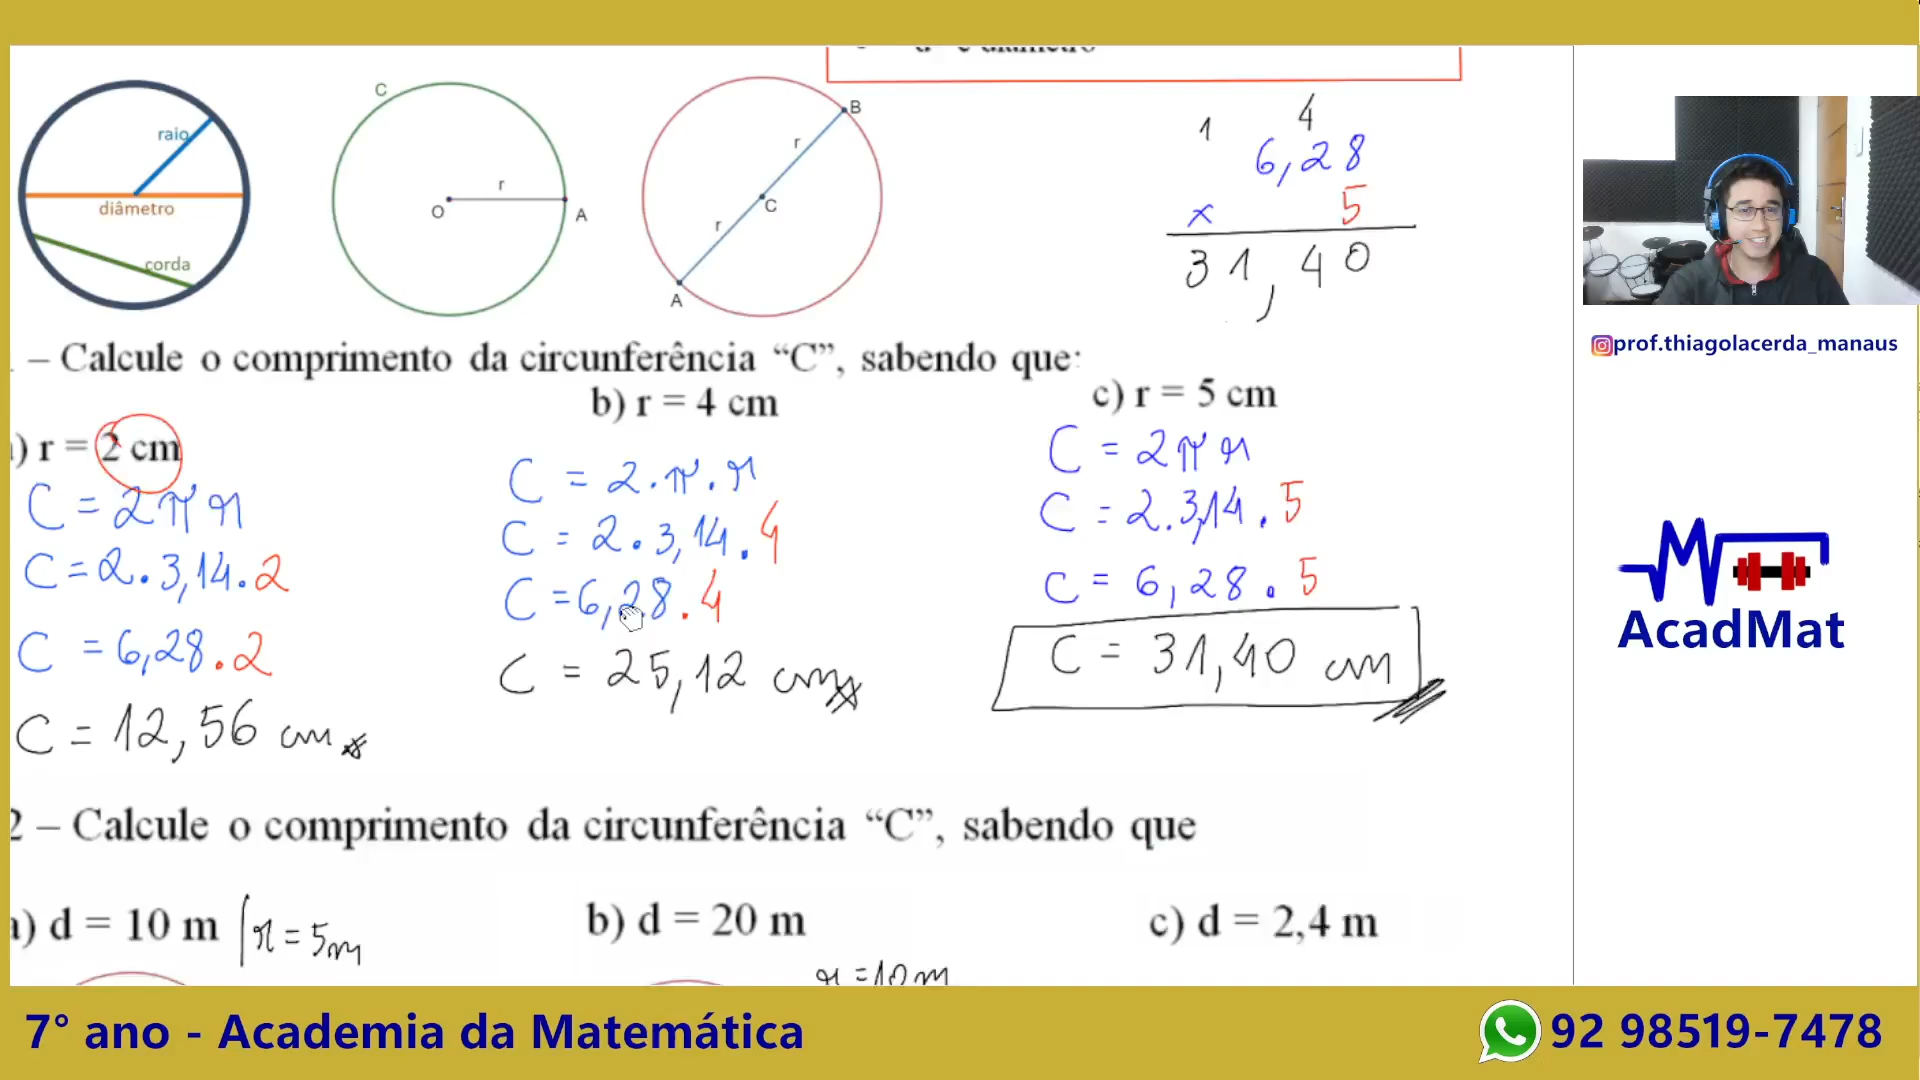 raio
diâmetro
corda
C
r
O
A
B
r
C
r
A
1 4
6,28
x 5
31,40
– Calcule o comprimento da circunferência “C”, sabendo que:
) r = 2 cm
C = 2 π r
C = 2 . 3,14 . 2
C = 6,28 . 2
C = 12,56 cm
b) r = 4 cm
C = 2 . π . r
C = 2 . 3,14 . 4
C = 6,28 . 4
C = 25,12 cm
c) r = 5 cm
C = 2 π r
C = 2 . 3,14 . 5
C = 6,28 . 5
C = 31,40 cm
2 – Calcule o comprimento da circunferência “C”, sabendo que
a) d = 10 m r = 5m
b) d = 20 m
r = 10 m
c) d = 2,4 m
prof.thiagolacerda_manaus
AcadMat
7° ano - Academia da Matemática
92 98519-7478